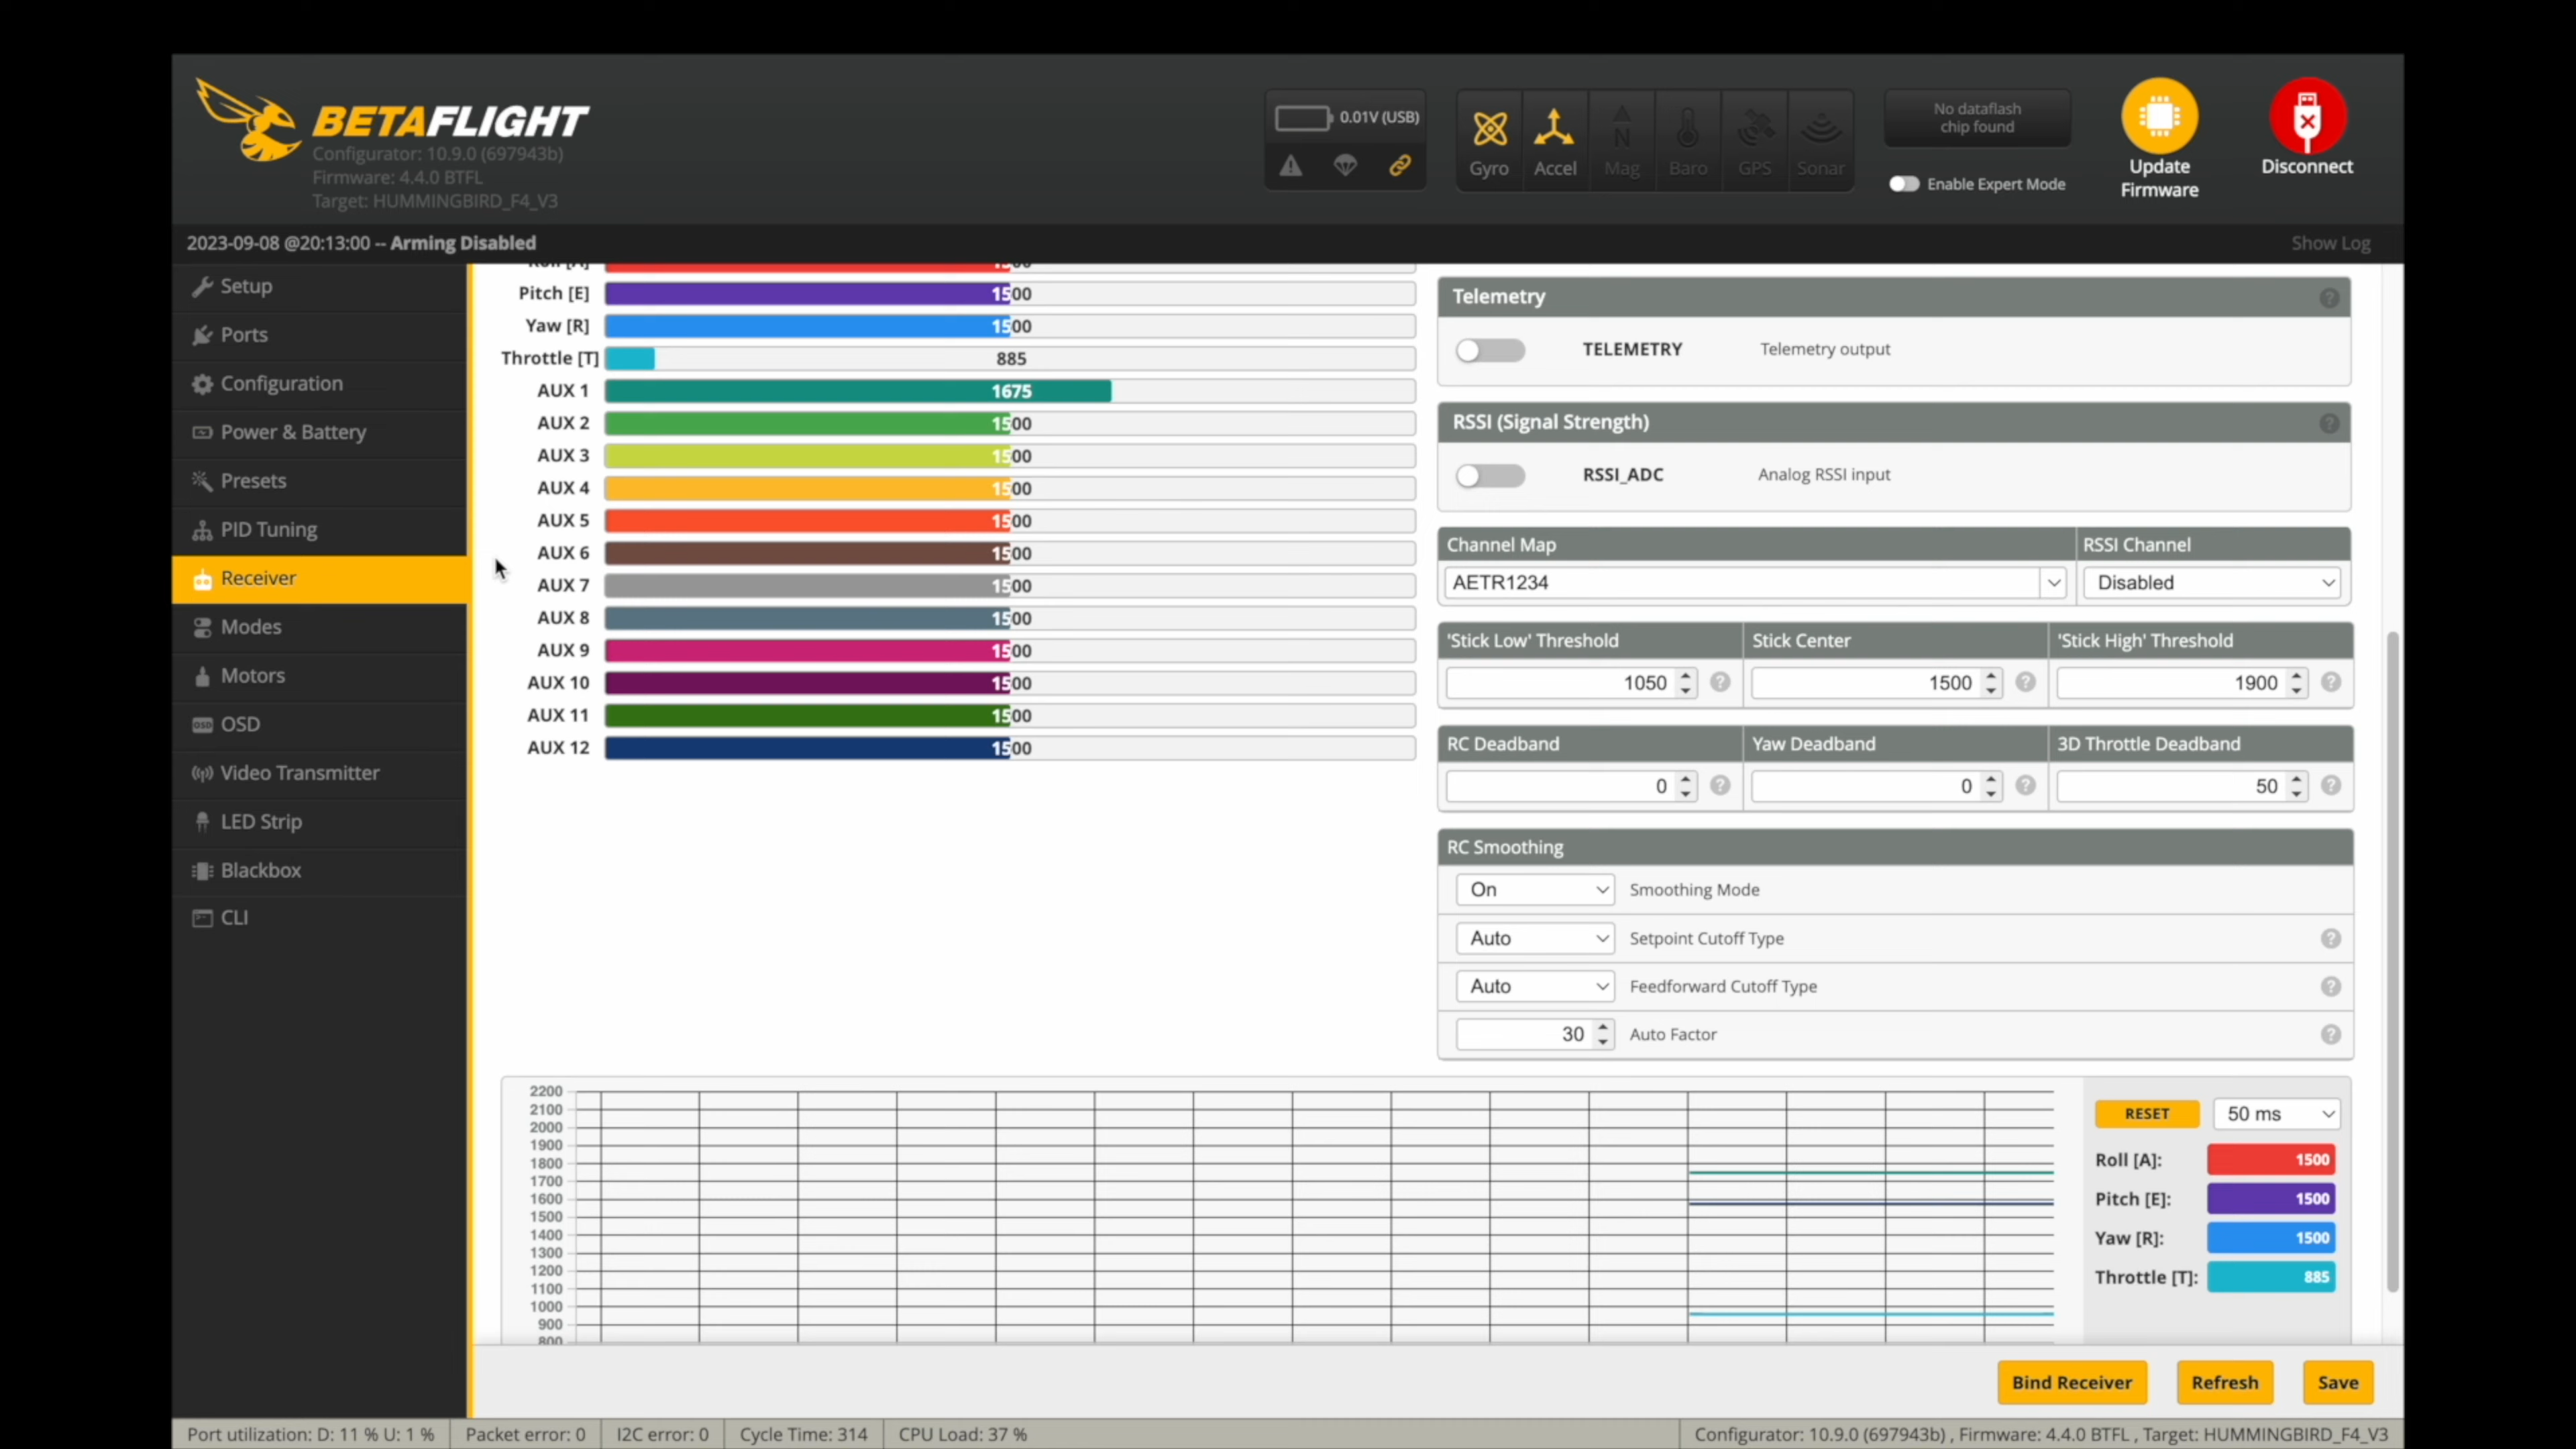 BETAFLIGHT
Configurator: 10.9.0 (697943b)
Firmware: 4.4.0 BTFL
Target: HUMMINGBIRD_F4_V3
0.01V (USB)
Gyro
Accel
N
Mag
Baro
GPS
Sonar
No dataflash
chip found
Enable Expert Mode
Update
Firmware
Disconnect
2023-09-08 @20:13:00 -- Arming Disabled
Show Log
Setup
Ports
Configuration
Power & Battery
Presets
PID Tuning
Receiver
Modes
Motors
OSD
OSD
Video Transmitter
LED Strip
Blackbox
CLI
Roll [A] 1500
Pitch [E] 1500
Yaw [R] 1500
Throttle [T] 885
AUX 1 1675
AUX 2 1500
AUX 3 1500
AUX 4 1500
AUX 5 1500
AUX 6 1500
AUX 7 1500
AUX 8 1500
AUX 9 1500
AUX 10 1500
AUX 11 1500
AUX 12 1500
Telemetry ?
TELEMETRY Telemetry output
RSSI (Signal Strength) ?
RSSI_ADC Analog RSSI input
Channel Map RSSI Channel
AETR1234 Disabled
'Stick Low' Threshold Stick Center 'Stick High' Threshold
1050 ? 1500 ? 1900 ?
RC Deadband Yaw Deadband 3D Throttle Deadband
0 ? 0 ? 50 ?
RC Smoothing
On Smoothing Mode
Auto Setpoint Cutoff Type ?
Auto Feedforward Cutoff Type ?
30 Auto Factor ?
2200
2100
2000
1900
1800
1700
1600
1500
1400
1300
1200
1100
1000
900
800
RESET 50 ms
Roll [A]: 1500
Pitch [E]: 1500
Yaw [R]: 1500
Throttle [T]: 885
Bind Receiver Refresh Save
Port utilization: D: 11 % U: 1 % Packet error: 0 I2C error: 0 Cycle Time: 314 CPU Load: 37 % Configurator: 10.9.0 (697943b) , Firmware: 4.4.0 BTFL , Target: HUMMINGBIRD_F4_V3